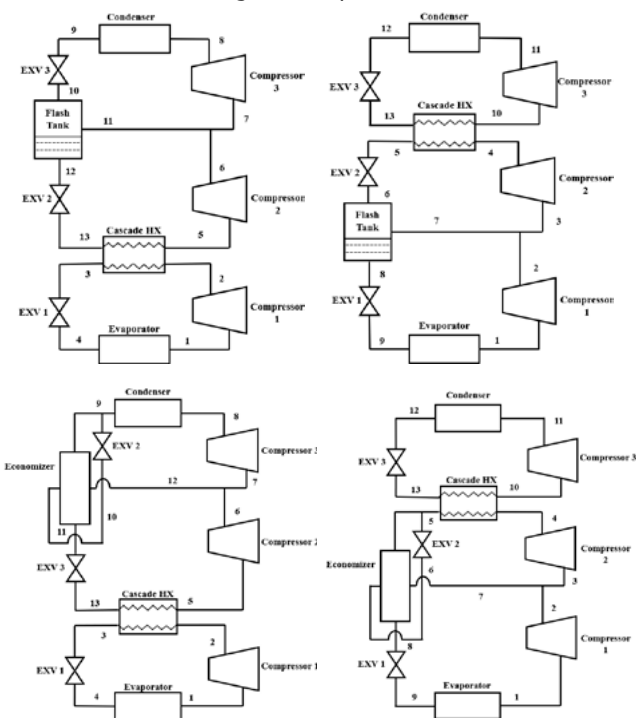 9
Condenser
8
EXV 3
10
Compressor
3
Flash
Tank
11
7
12
6
EXV 2
Compressor
2
13
Cascade HX
5
3
2
EXV 1
Compressor
1
4
Evaporator
1
12
Condenser
11
EXV 3
Compressor
3
13
Cascade HX
10
5
4
EXV 2
6
Compressor
2
Flash
Tank
7
3
8
2
EXV 1
Compressor
1
9
Evaporator
1
9
Condenser
8
EXV 2
Compressor 3
Economizer
12
7
10
11
6
EXV 3
Compressor 2
13
Cascade HX
5
3
2
EXV 1
Compressor 1
4
Evaporator
1
12
Condenser
11
EXV 3
Compressor 3
13
Cascade HX
10
5
4
EXV 2
Compressor
2
Economizer
6
3
7
2
8
EXV 1
Compressor
1
9
Evaporator
1